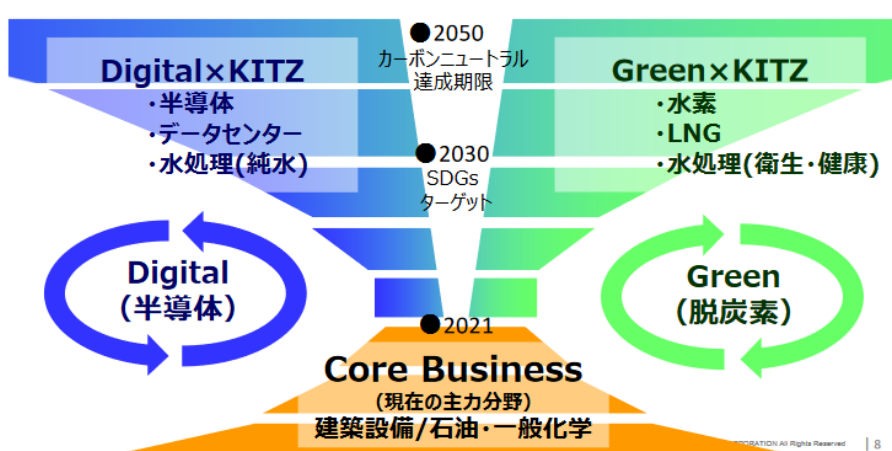 Digital×KITZ
・半導体
・データセンター
・水処理(純水)
●2050
カーボンニュートラル
達成期限
●2030
SDGs
ターゲット
Green×KITZ
・水素
・LNG
・水処理(衛生・健康)
Digital
(半導体)
Green
(脱炭素)
●2021
Core Business
(現在の主力分野)
建築設備/石油・一般化学
All Rights Reserved | 8